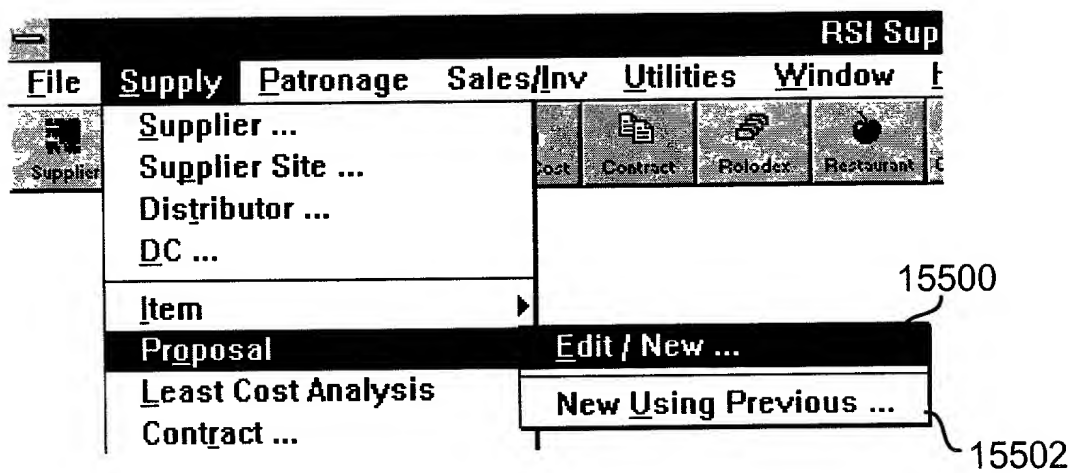 RSI Sup
File Supply Patronage Sales/Inv Utilities Window H
Supplier Cost Contract Rolodex Restaurant
Supplier ...
Supplier Site ...
Distributor ...
DC ...
Item
Proposal
Least Cost Analysis
Contract ...
15500
Edit / New ...
New Using Previous ...
15502